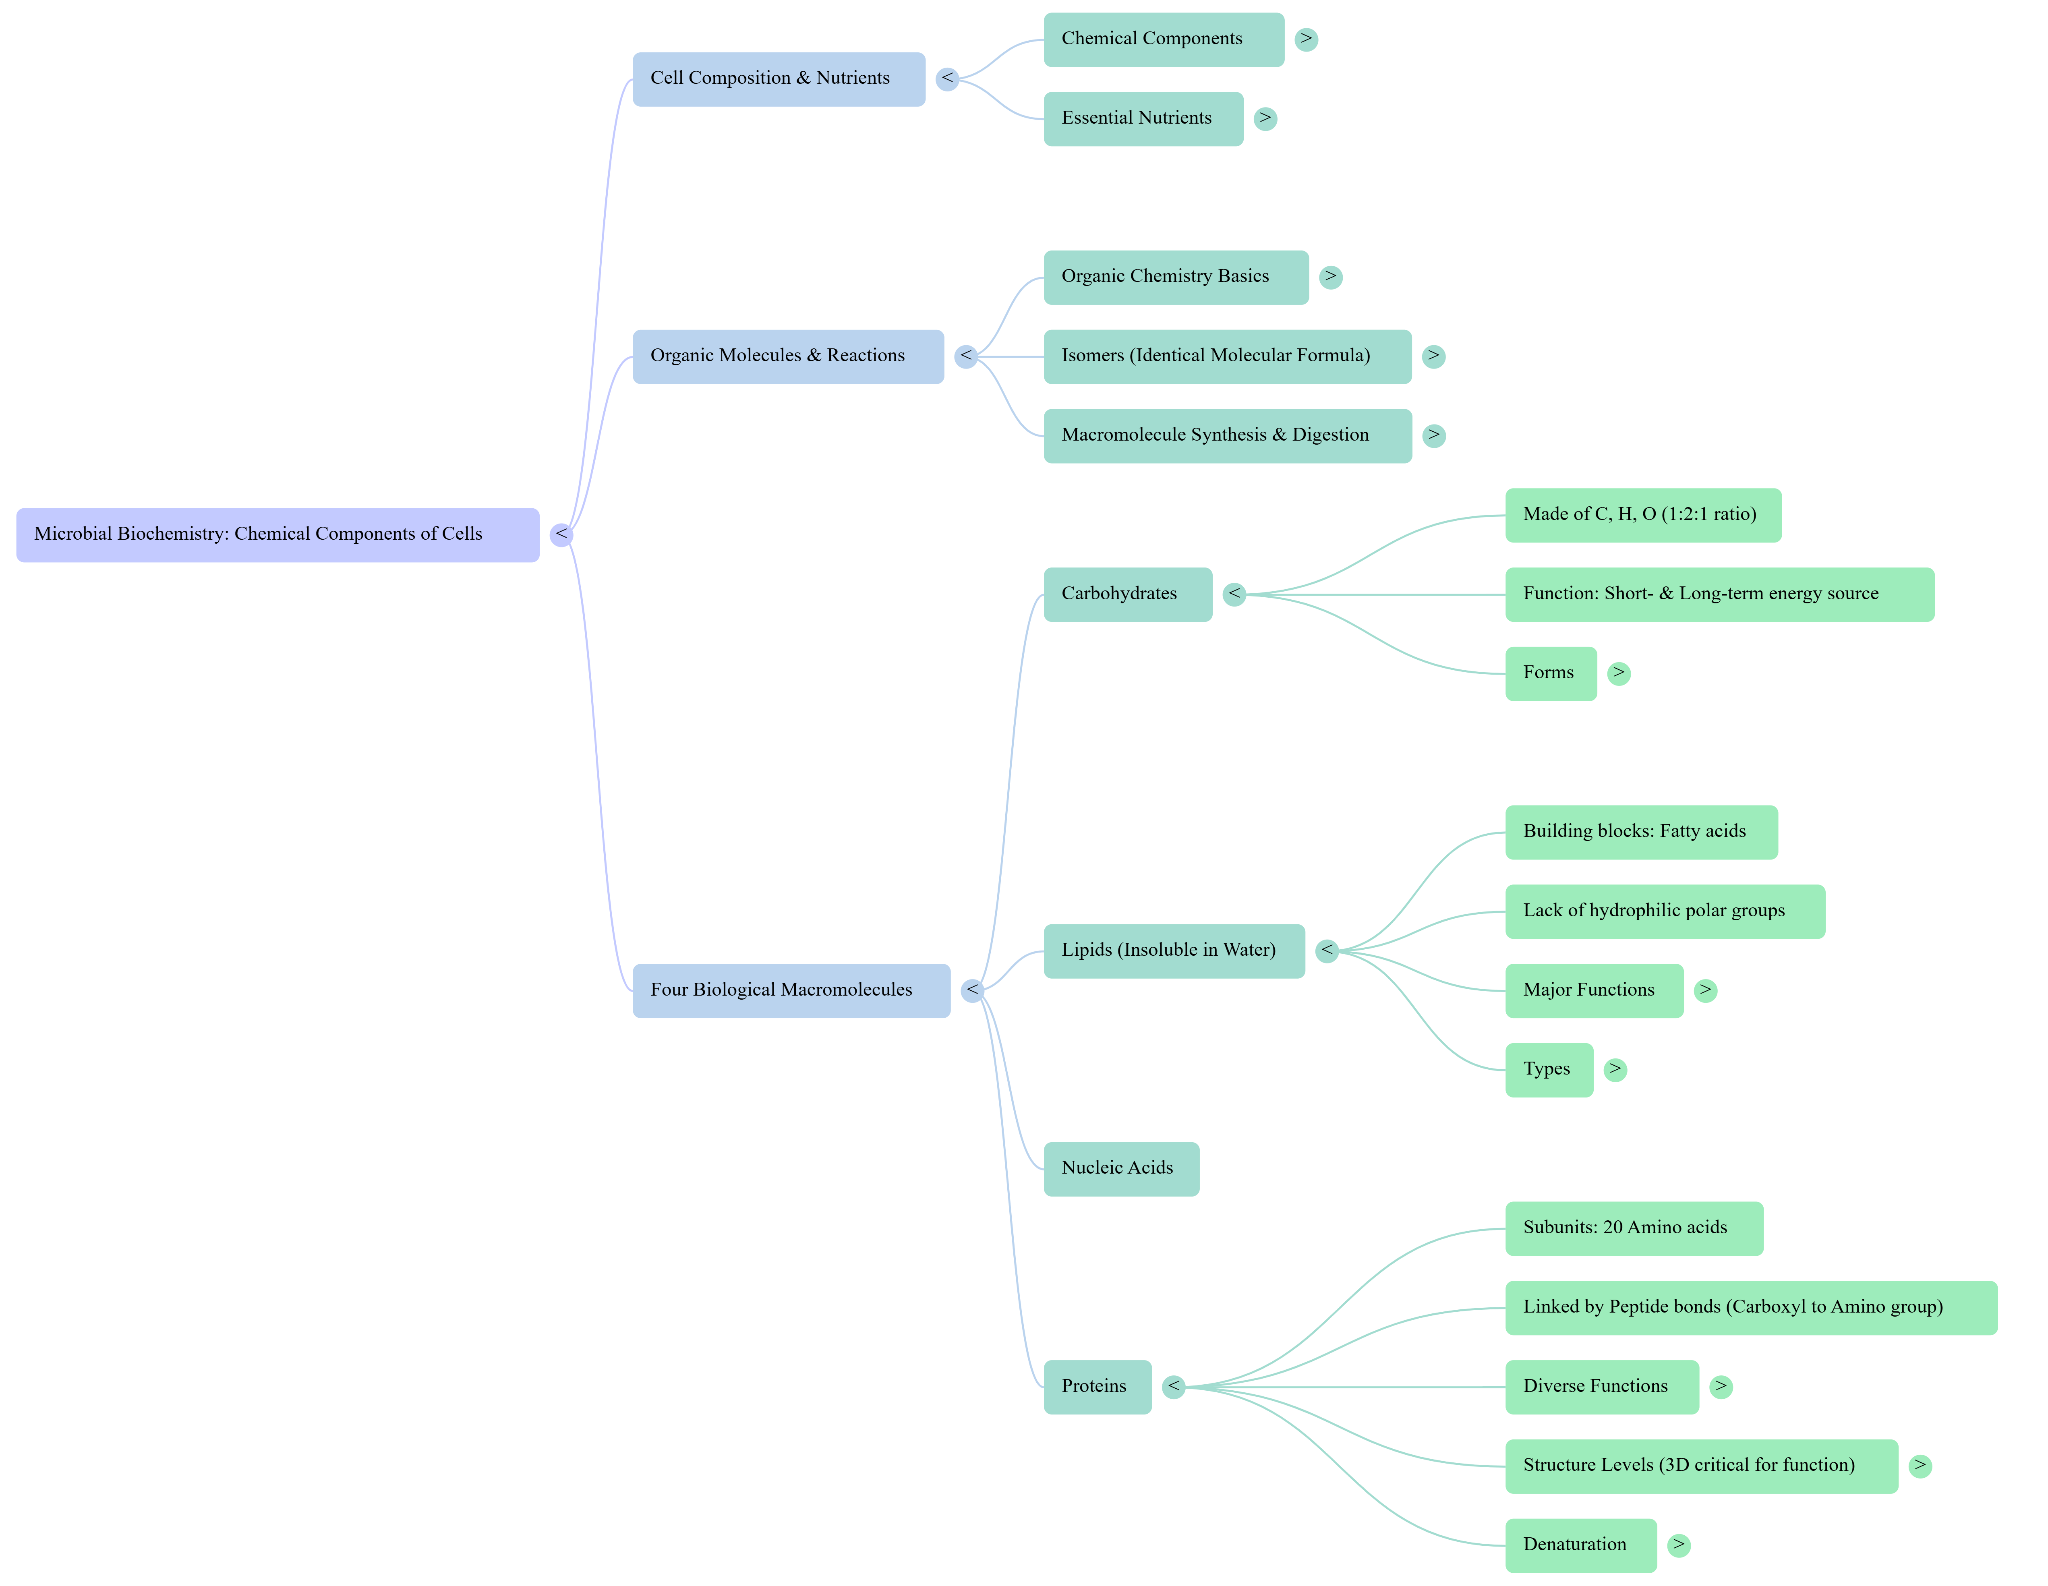 Microbial Biochemistry: Chemical Components of Cells
<
Cell Composition & Nutrients
<
Chemical Components
>
Essential Nutrients
>
Organic Molecules & Reactions
<
Organic Chemistry Basics
>
Isomers (Identical Molecular Formula)
>
Macromolecule Synthesis & Digestion
>
Four Biological Macromolecules
<
Carbohydrates
<
Made of C, H, O (1:2:1 ratio)
Function: Short- & Long-term energy source
Forms
>
Lipids (Insoluble in Water)
<
Building blocks: Fatty acids
Lack of hydrophilic polar groups
Major Functions
>
Types
>
Nucleic Acids
Proteins
<
Subunits: 20 Amino acids
Linked by Peptide bonds (Carboxyl to Amino group)
Diverse Functions
>
Structure Levels (3D critical for function)
>
Denaturation
>